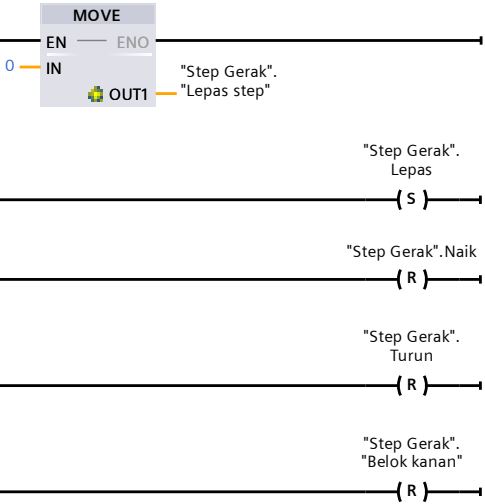 MOVE
EN ENO
0 IN
"Step Gerak".
OUT1 "Lepas step"
"Step Gerak".
Lepas
S
"Step Gerak".Naik
R
"Step Gerak".
Turun
R
"Step Gerak".
"Belok kanan"
R